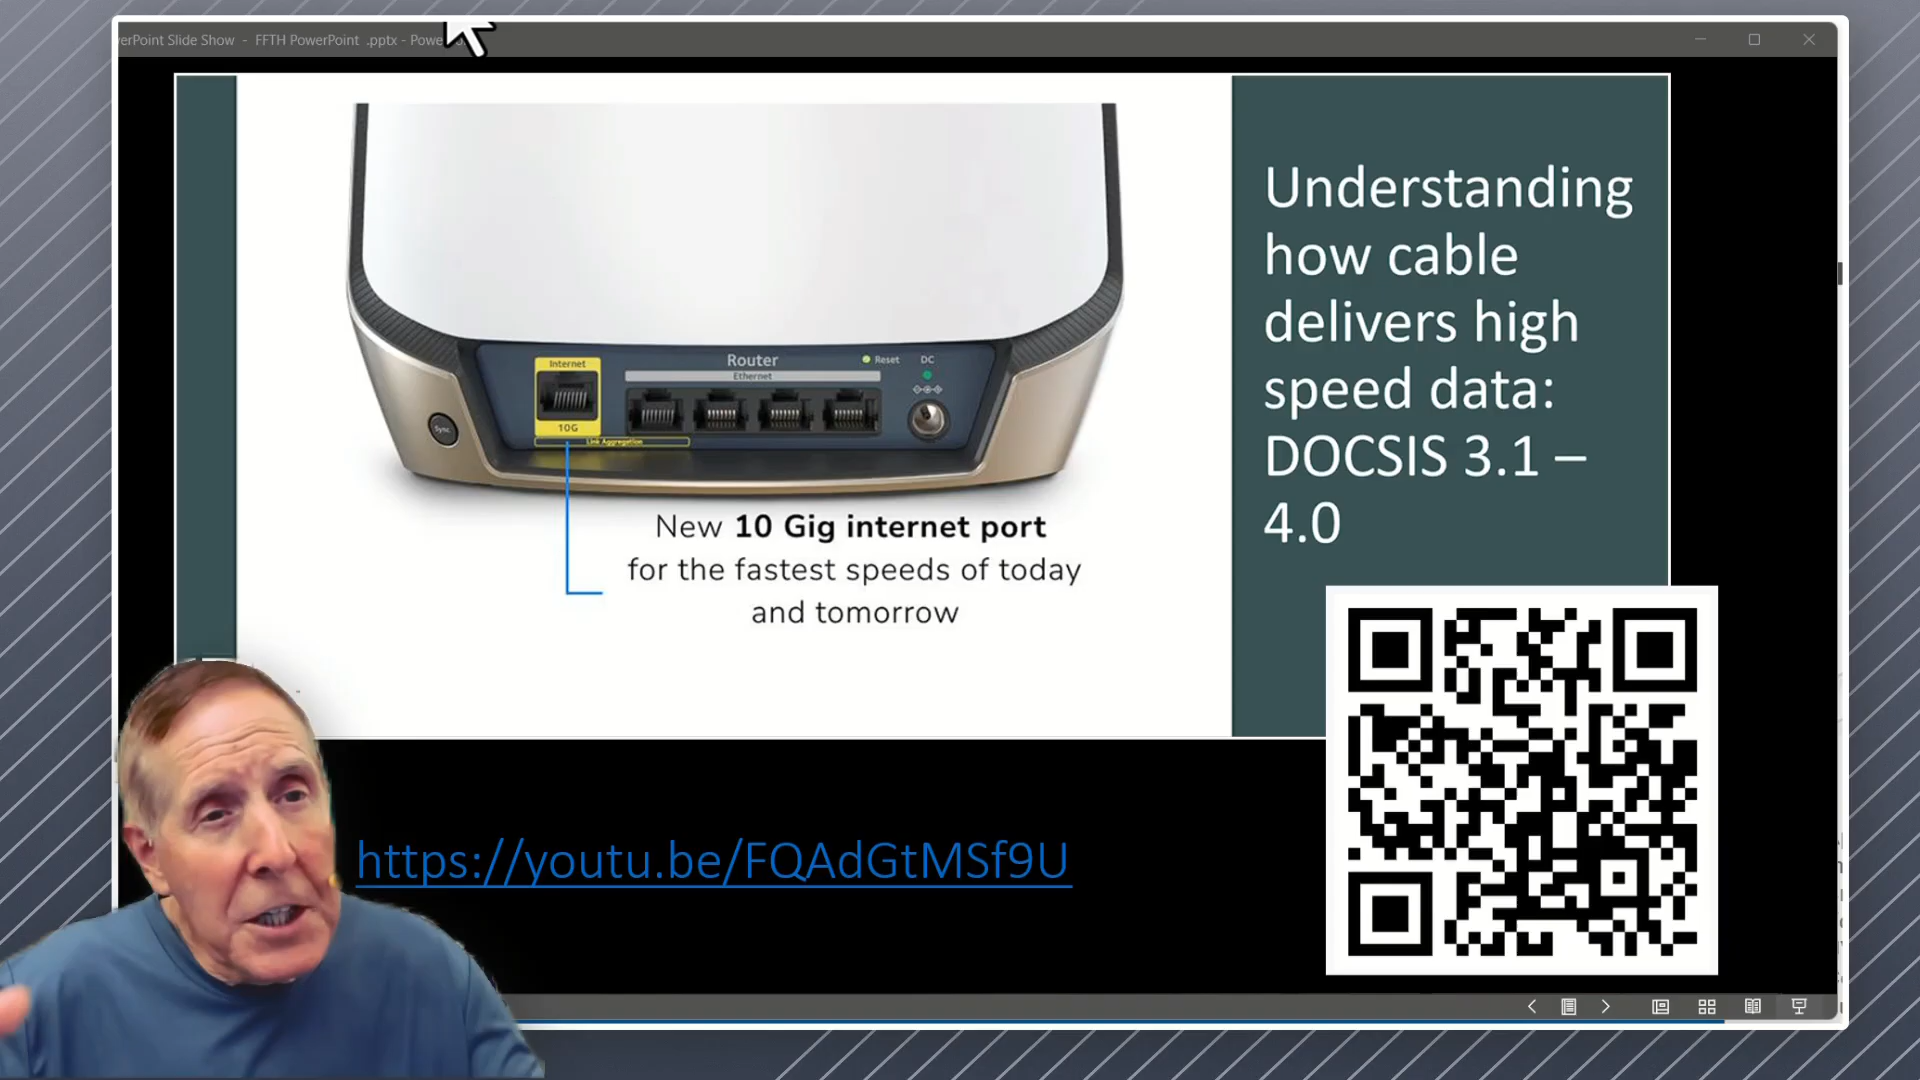 erPoint Slide Show - FFTH PowerPoint .pptx - Powe
Internet
Router
Reset
DC
Ethernet
Sync
10G
Link Aggregation
New 10 Gig internet port
for the fastest speeds of today
and tomorrow
Understanding
how cable
delivers high
speed data:
DOCSIS 3.1 –
4.0
https://youtu.be/FQAdGtMSf9U